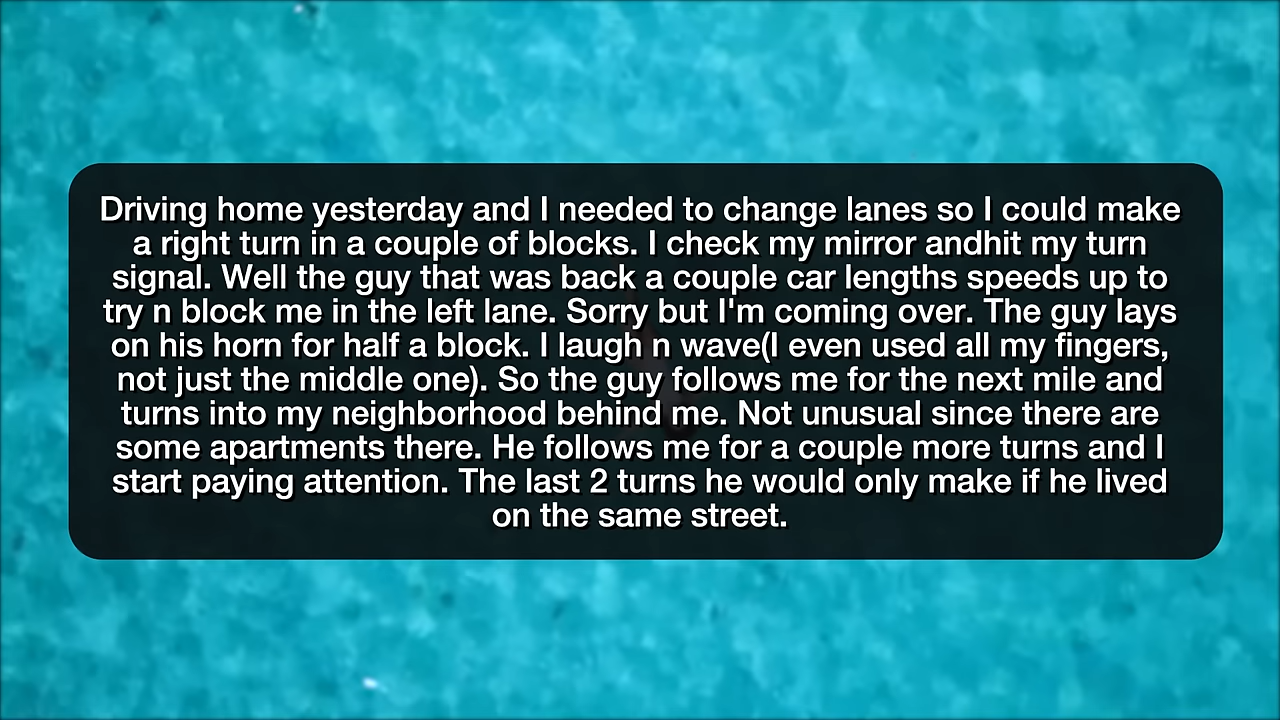 Driving home yesterday and I needed to change lanes so I could make
a right turn in a couple of blocks. I check my mirror andhit my turn
signal. Well the guy that was back a couple car lengths speeds up to
try n block me in the left lane. Sorry but I'm coming over. The guy lays
on his horn for half a block. I laugh n wave(I even used all my fingers,
not just the middle one). So the guy follows me for the next mile and
turns into my neighborhood behind me. Not unusual since there are
some apartments there. He follows me for a couple more turns and I
start paying attention. The last 2 turns he would only make if he lived
on the same street.